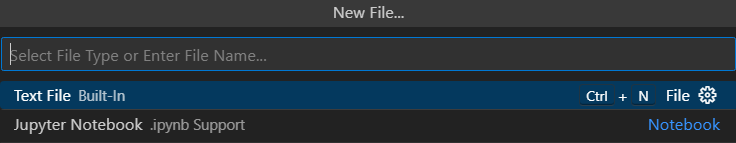 New File...
Select File Type or Enter File Name...
Text File Built-In Ctrl + N File
Jupyter Notebook .ipynb Support Notebook